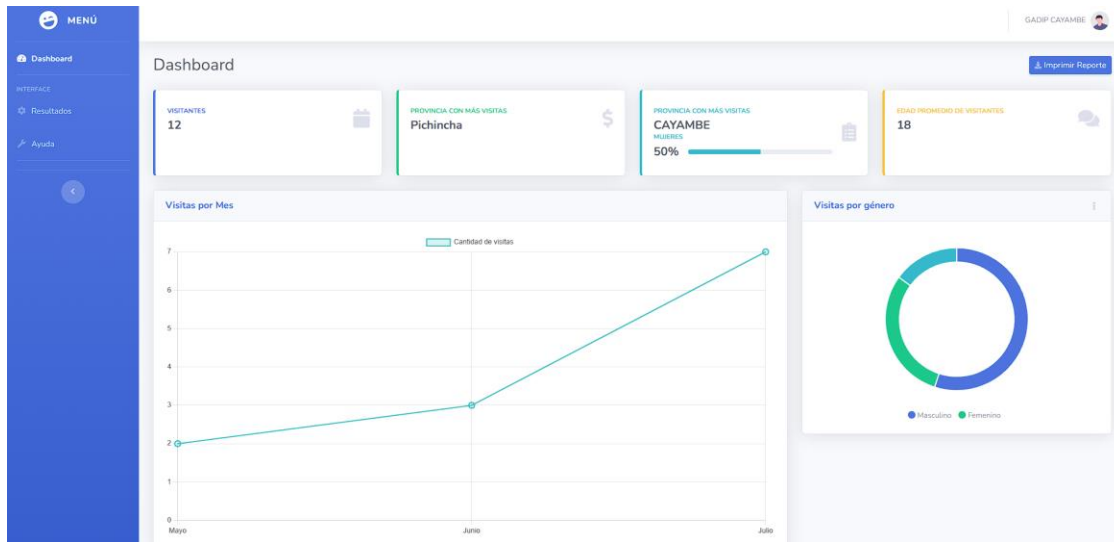 MENÚ
GADIP CAYAMBE
Dashboard
INTERFACE
Resultados
Ayuda
Dashboard
Imprimir Reporte
VISITANTES
12
PROVINCIA CON MÁS VISITAS
Pichincha
PROVINCIA CON MÁS VISITAS
CAYAMBE
MUJERES
50%
EDAD PROMEDIO DE VISITANTES
18
Visitas por Mes
Cantidad de visitas
7
6
5
4
3
2
1
0
Mayo
Junio
Julio
Visitas por género
Masculino
Femenino